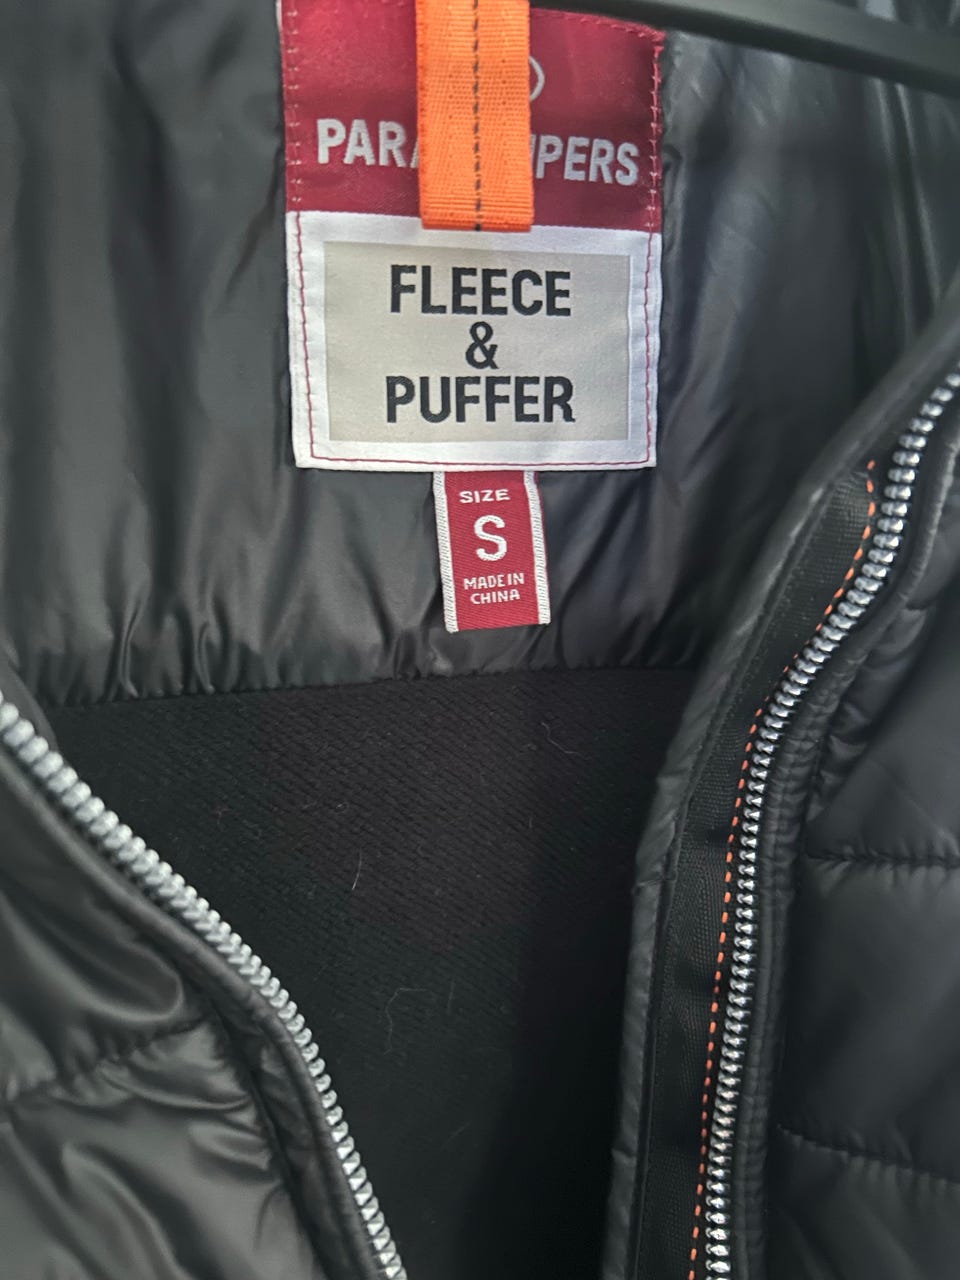 FLEECE
&
PUFFER
SIZE
S
MADE IN
CHINA